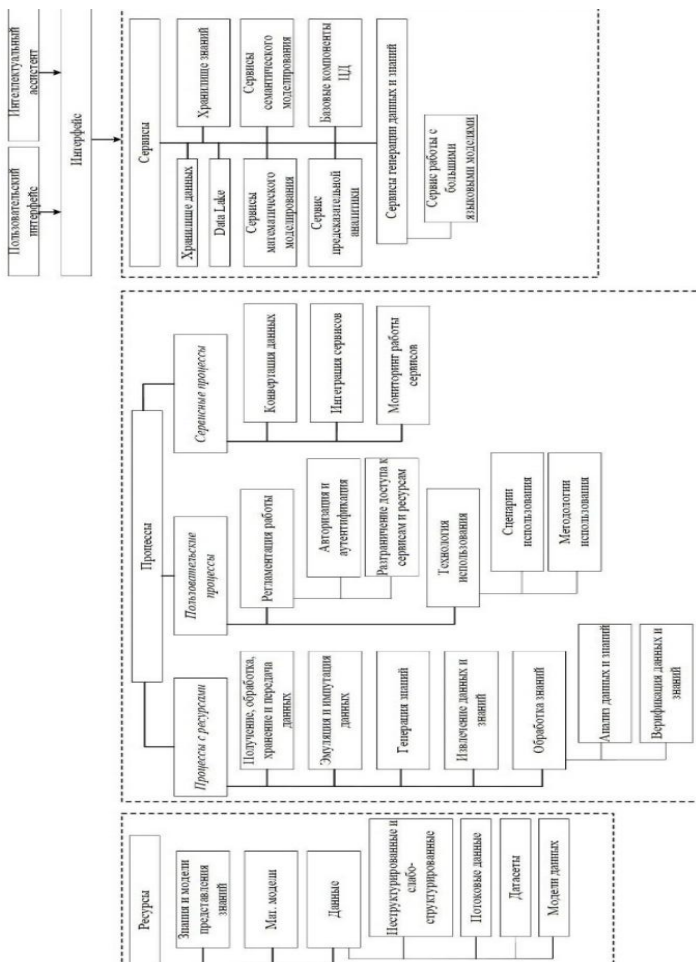 Ресурсы
Знания и модели
представления
знаний
Мат. модели
Данные
Неструктурированные и
слабо-
структурированные
Потоковые данные
Датасеты
Модели данных
Процессы
Процессы с ресурсами
Получение, обработка,
хранение и передача
данных
Эмуляция и импутация
данных
Генерация знаний
Извлечение данных и
знаний
Обработка знаний
Анализ данных и знаний
Верификация данных и
знаний
Пользовательские
процессы
Регламентация работы
Авторизация и
аутентификация
Разграничение доступа к
сервисам и ресурсам
Технология
использования
Сценарии
использования
Методологии
использования
Сервисные процессы
Конвертация данных
Интеграция сервисов
Мониторинг работы
сервисов
Пользовательский
интерфейс
Интеллектуальный
ассистент
Интерфейс
Сервисы
Хранилище данных
Хранилище знаний
Data Lake
Сервисы
математического
моделирования
Сервисы
семантического
моделирования
Сервис
предсказательной
аналитики
Базовые компоненты
ЦД
Сервисы генерации данных и знаний
Сервис работы с
большими
языковыми моделями